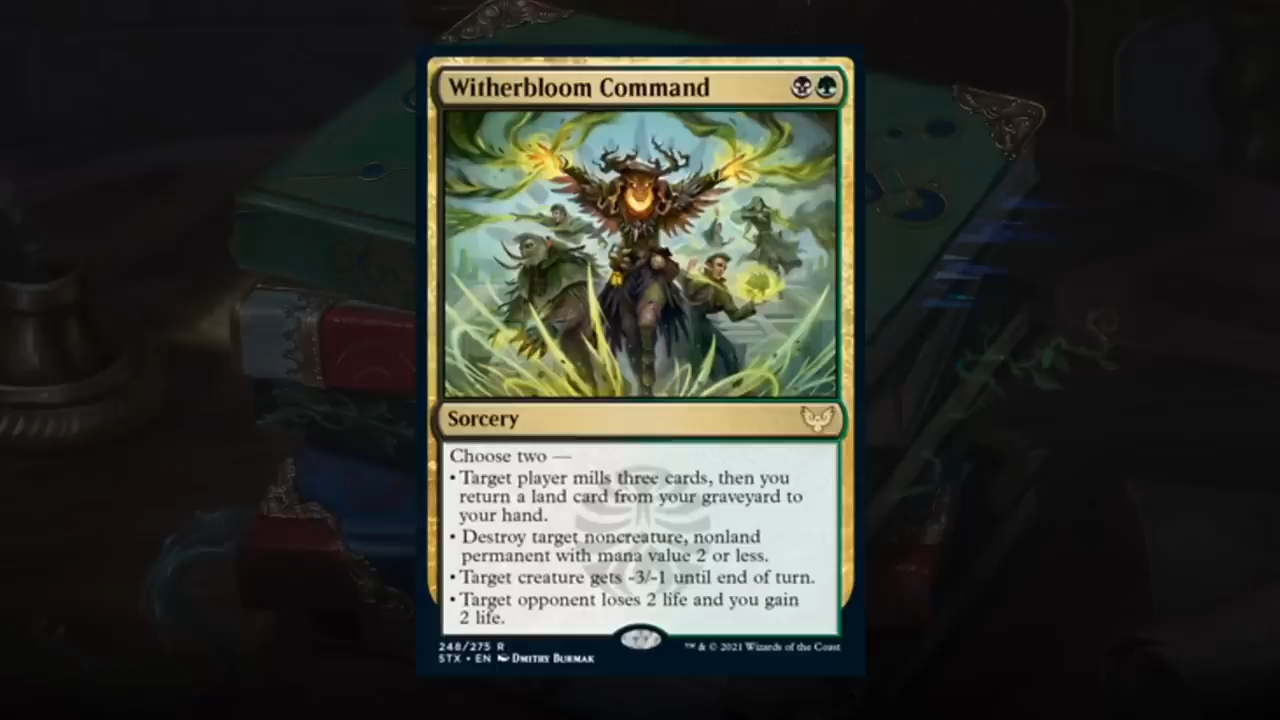 Witherbloom Command
Sorcery
Choose two —
• Target player mills three cards, then you
return a land card from your graveyard to
your hand.
• Destroy target noncreature, nonland
permanent with mana value 2 or less.
• Target creature gets -3/-1 until end of turn.
• Target opponent loses 2 life and you gain
2 life.
248/275 R
STX • EN Dmitry Burmak
™ & © 2021 Wizards of the Coast